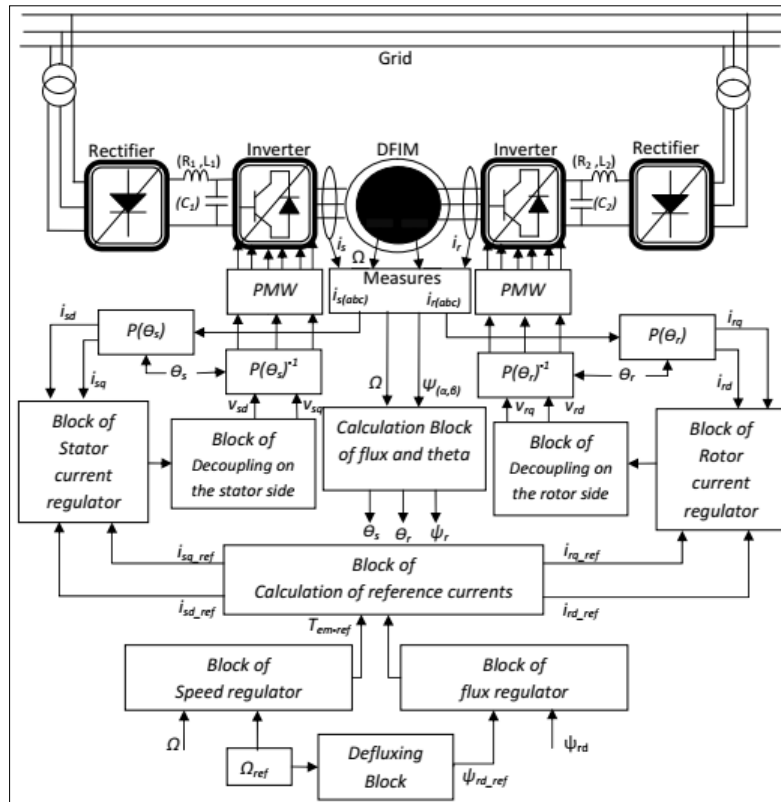 Grid
Rectifier
(R1 ,L1)
Inverter
DFIM
Inverter
(R2 ,L2)
Rectifier
(C1)
(C2)
is
Ω
ir
Measures
is(abc)
ir(abc)
PMW
PMW
isd
P(Θs)
isq
Θs
P(Θs)-1
vsd
vsq
Ω
Ψ(α,β)
P(Θr)-1
Θr
P(Θr)
irq
ird
vrq
vrd
Block of
Stator
current
regulator
Block of
Decoupling on
the stator side
Calculation Block
of flux and theta
Block of
Decoupling on
the rotor side
Block of
Rotor
current
regulator
Θs
Θr
ψr
isq_ref
irq_ref
Block of
Calculation of reference currents
isd_ref
ird_ref
Tem-ref
Block of
Speed regulator
Block of
flux regulator
Ω
Ωref
Defluxing
Block
ψrd_ref
ψrd